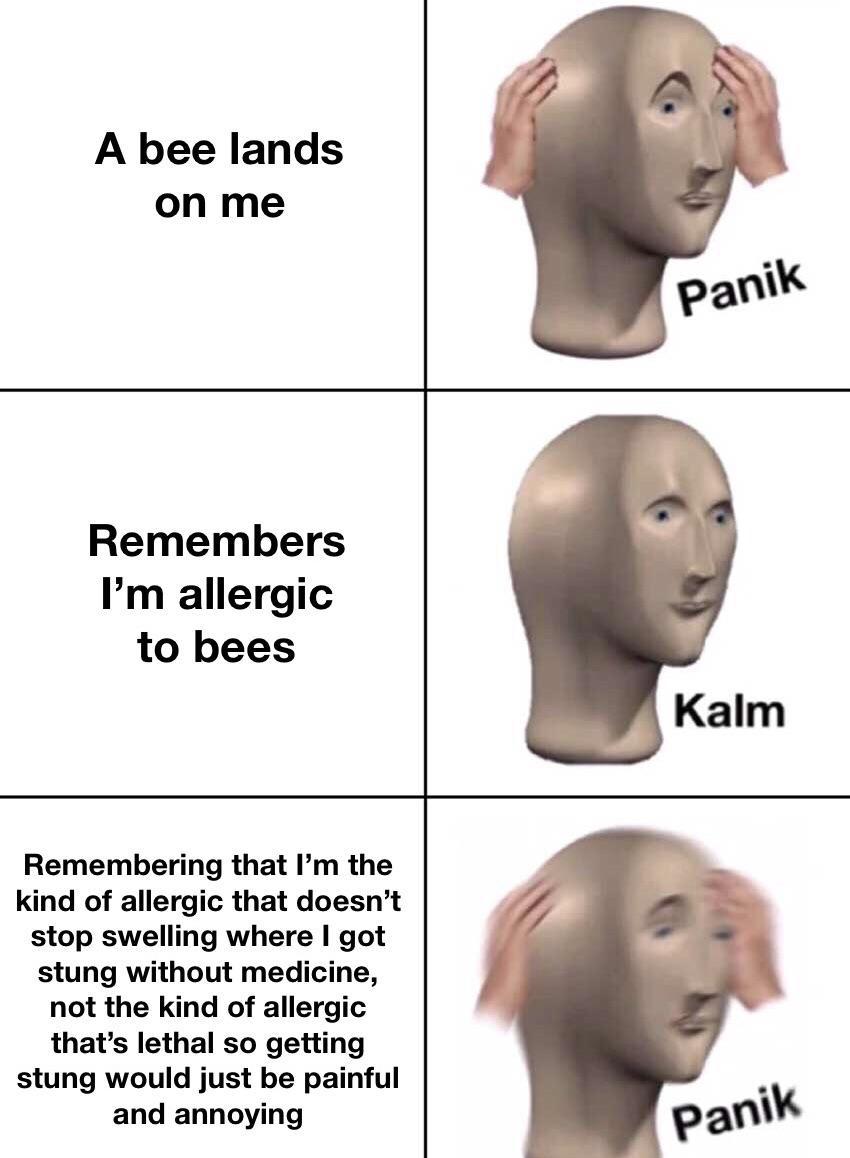 A bee lands
on me
Panik
Remembers
I’m allergic
to bees
Kalm
Remembering that I’m the
kind of allergic that doesn’t
stop swelling where I got
stung without medicine,
not the kind of allergic
that’s lethal so getting
stung would just be painful
and annoying
Panik